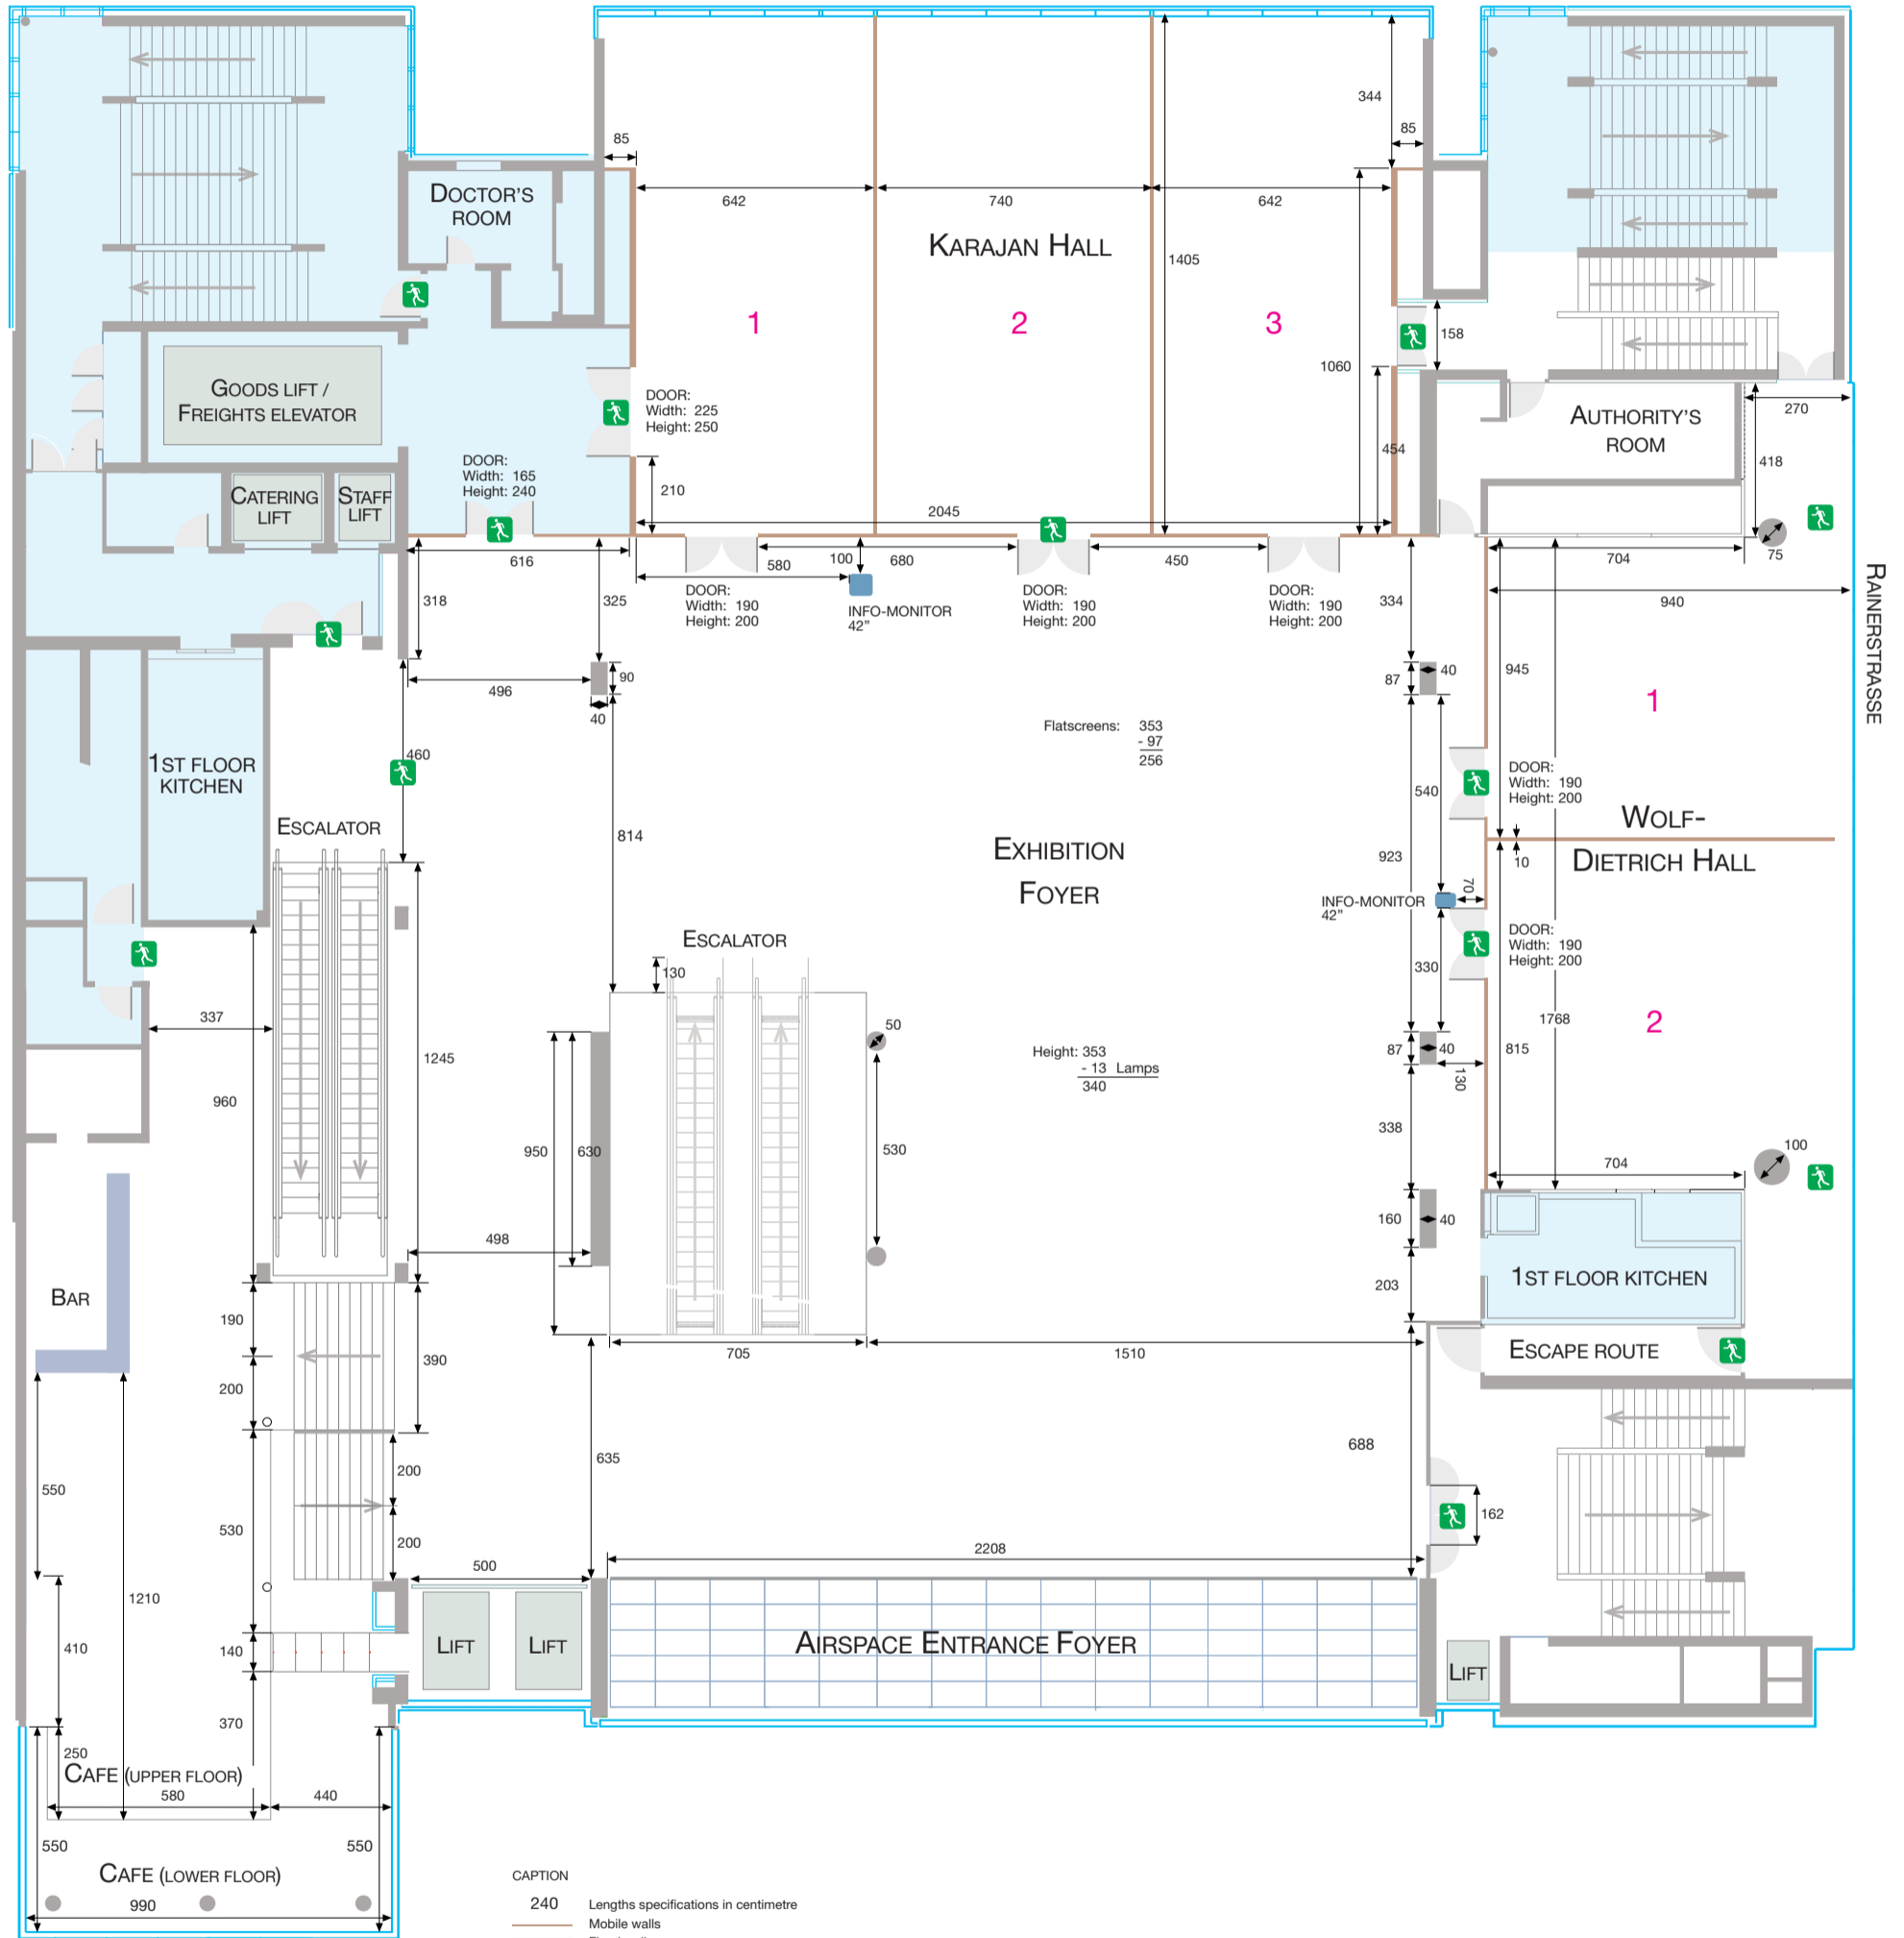 344
85
85
DOCTOR'S
ROOM
642
740
642
KARAJAN HALL
1405
1
2
3
158
1060
GOODS LIFT /
FREIGHTS ELEVATOR
DOOR:
Width: 225
Height: 250
270
AUTHORITY'S
ROOM
454
418
DOOR:
Width: 165
Height: 240
210
CATERING
LIFT
STAFF
LIFT
2045
616
100
680
580
450
704
75
318
325
DOOR:
Width: 190
Height: 200
INFO-MONITOR
42"
DOOR:
Width: 190
Height: 200
DOOR:
Width: 190
Height: 200
334
940
RAINERSTRASSE
496
90
40
87
40
945
1
Flatscreens: 353
- 97
256
460
1ST FLOOR
KITCHEN
ESCALATOR
814
540
DOOR:
Width: 190
Height: 200
WOLF-
DIETRICH HALL
10
EXHIBITION
FOYER
923
70
INFO-MONITOR
42"
ESCALATOR
130
330
DOOR:
Width: 190
Height: 200
337
50
1768
2
1245
Height: 353
- 13 Lamps
340
87
40
815
130
960
950
630
530
338
100
704
498
160
40
BAR
203
1ST FLOOR KITCHEN
190
390
705
1510
ESCAPE ROUTE
200
635
688
550
200
162
530
200
500
2208
1210
410
140
LIFT
LIFT
AIRSPACE ENTRANCE FOYER
LIFT
370
250
CAFE (UPPER FLOOR)
580
440
550
550
CAFE (LOWER FLOOR)
990
CAPTION
240 Lengths specifications in centimetre
Mobile walls